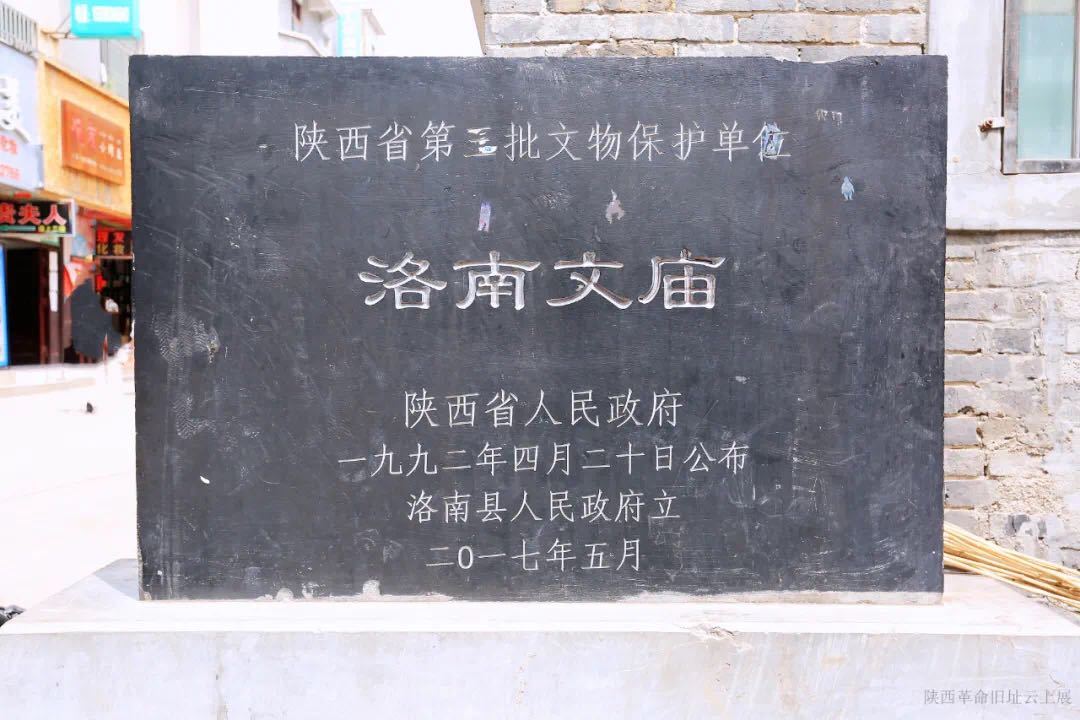 陕西省第三批文物保护单位
洛南文庙
陕西省人民政府
一九九二年四月二十日公布
洛南县人民政府立
二0一七年五月
贵夫人
陕西革命旧址云上展